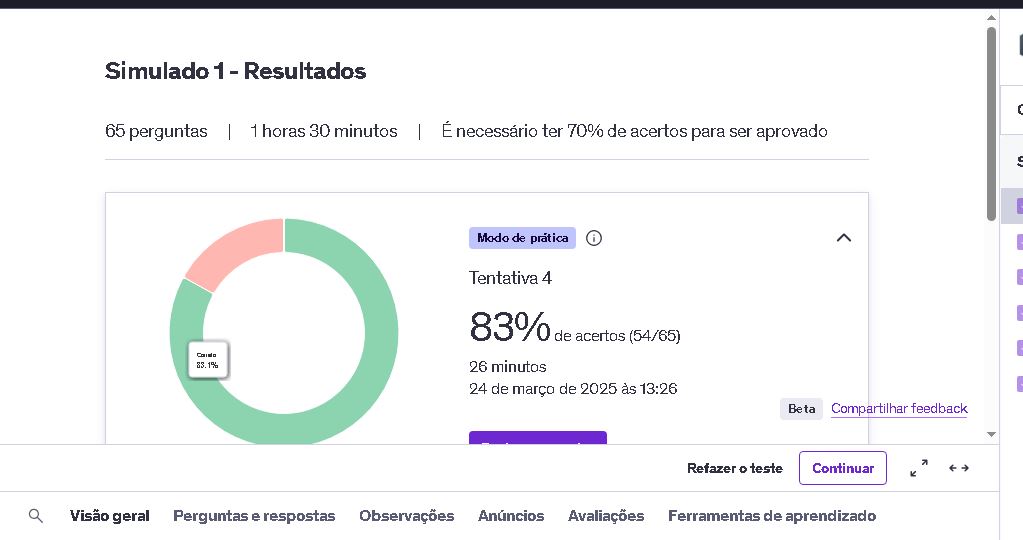 Simulado 1 - Resultados
65 perguntas | 1 horas 30 minutos | É necessário ter 70% de acertos para ser aprovado
Modo de prática
Tentativa 4
83% de acertos (54/65)
26 minutos
24 de março de 2025 às 13:26
Correto
83.1%
Beta Compartilhar feedback
Refazer o teste Continuar
Visão geral Perguntas e respostas Observações Anúncios Avaliações Ferramentas de aprendizado